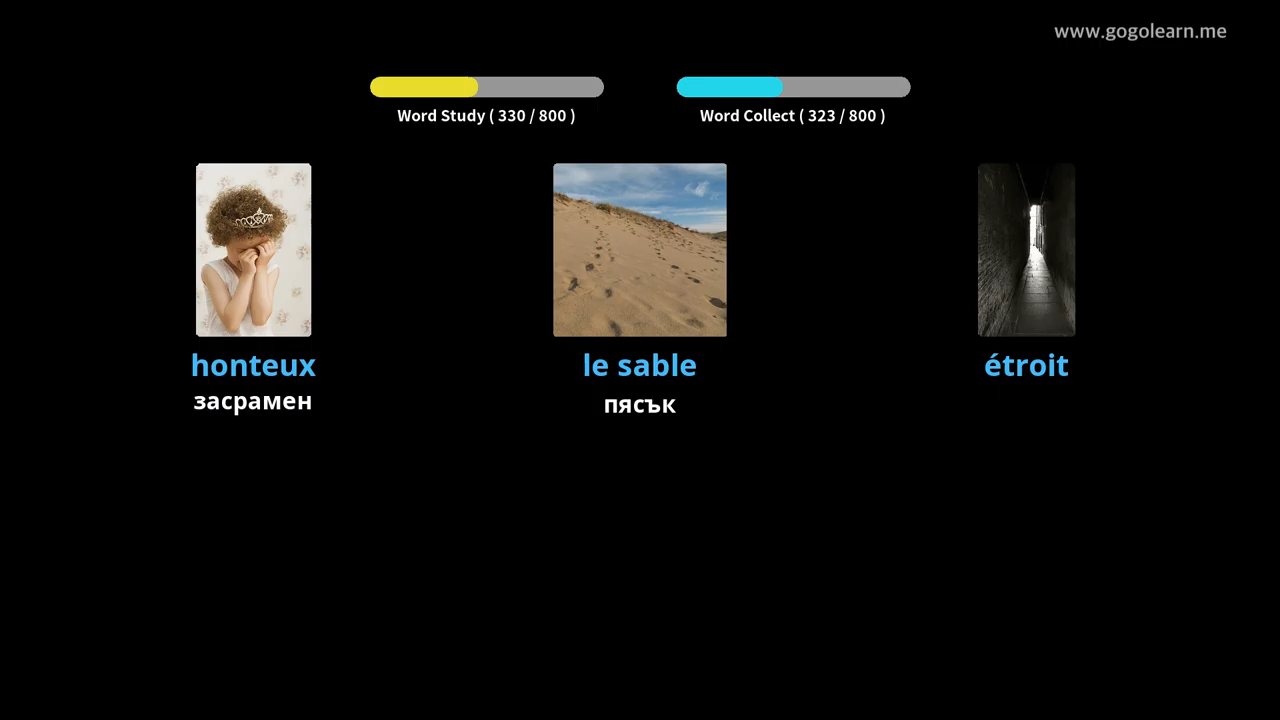 www.gogolearn.me
Word Study ( 330 / 800 )
Word Collect ( 323 / 800 )
honteux
засрамен
le sable
пясък
étroit